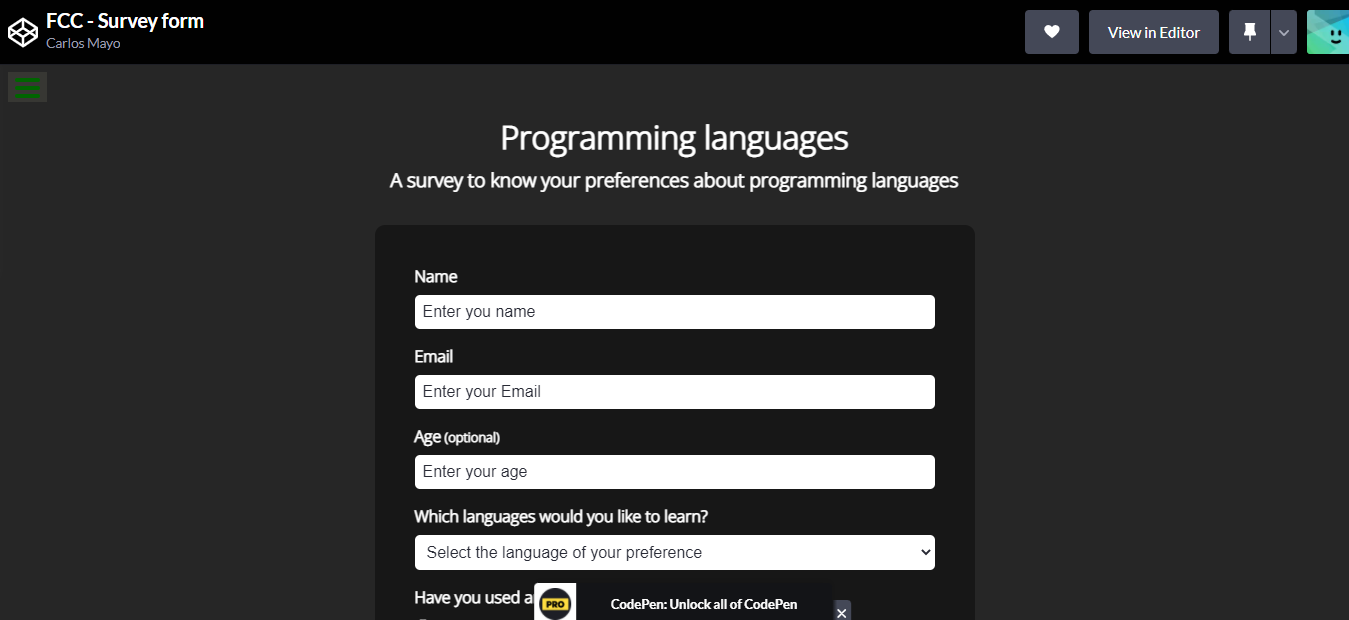 FCC - Survey form
Carlos Mayo
View in Editor
Programming languages
A survey to know your preferences about programming languages
Name
Enter you name
Email
Enter your Email
Age (optional)
Enter your age
Which languages would you like to learn?
Select the language of your preference
Have you used
PRO
CodePen: Unlock all of CodePen